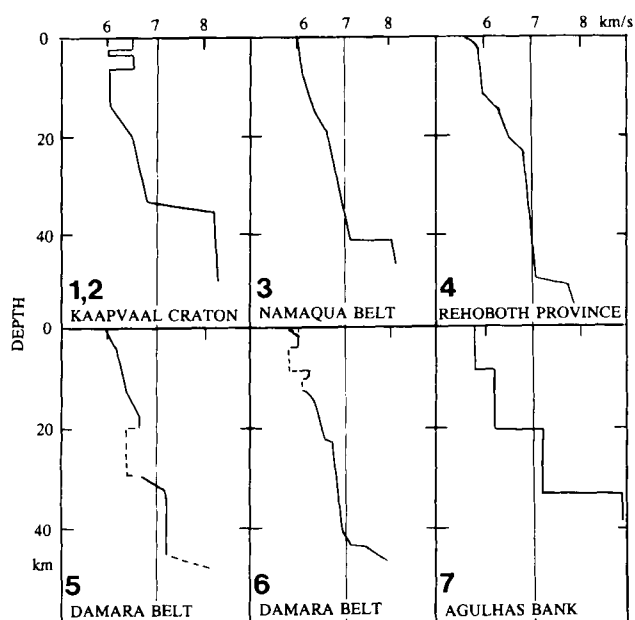 6 7 8 6 7 8 6 7 8 km/s
0
20
40
DEPTH
1,2 3 4
KAAPVAAL CRATON NAMAQUA BELT REHOBOTH PROVINCE
0
20
40
km
5 6 7
DAMARA BELT DAMARA BELT AGULHAS BANK